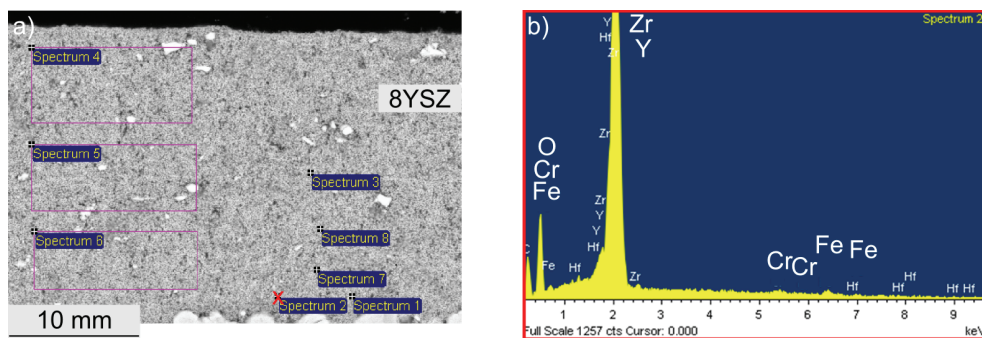 a)
Spectrum 4
8YSZ
Spectrum 5
Spectrum 3
Spectrum 6
Spectrum 8
Spectrum 7
Spectrum 2
Spectrum 1
10 mm
b)
Spectrum 2
Y
Zr
Hf
Y
Zr
Zr
O
Cr
Fe
Zr
Y
Y
Hf
C
Fe
Hf
Zr
Cr
Cr
Fe
Fe
Hf
Hf
Hf
Hf
Hf
1 2 3 4 5 6 7 8 9
Full Scale 1257 cts Cursor: 0.000
keV